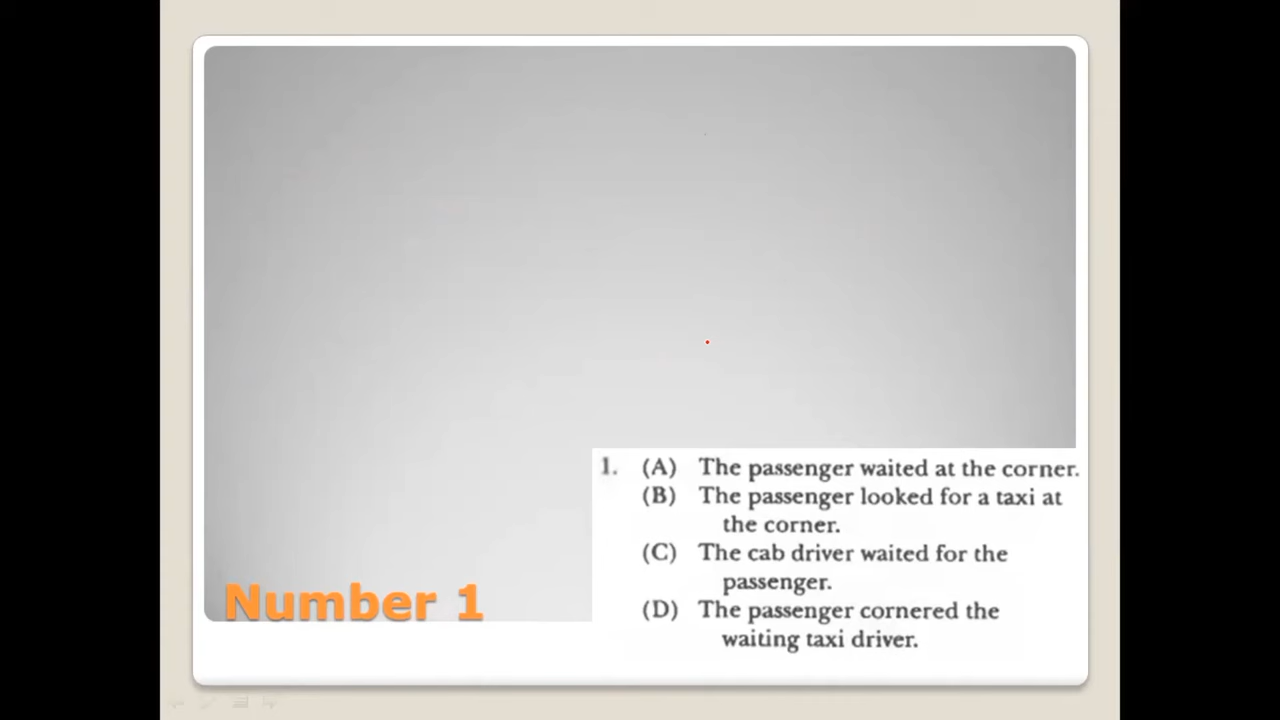 1. (A) The passenger waited at the corner.
(B) The passenger looked for a taxi at
the corner.
(C) The cab driver waited for the
passenger.
(D) The passenger cornered the
waiting taxi driver.
Number 1